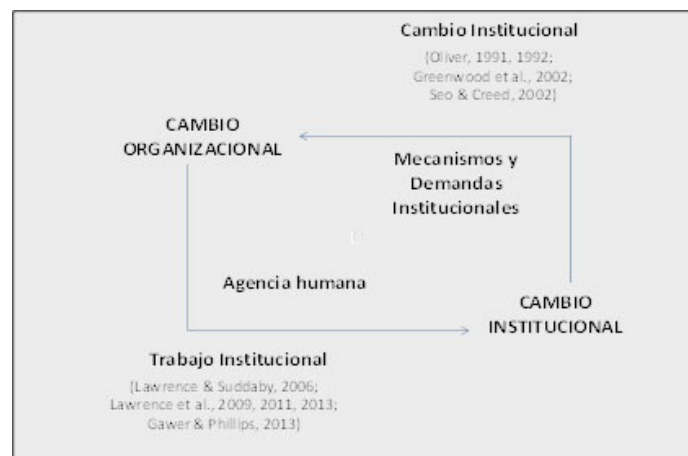 Cambio Institucional
(Oliver, 1991, 1992;
Greenwood et al., 2002;
Seo & Creed, 2002)
CAMBIO
ORGANIZACIONAL
Mecanismos y
Demandas
Institucionales
Agencia humana
CAMBIO
INSTITUCIONAL
Trabajo Institucional
(Lawrence & Suddaby, 2006;
Lawrence et al., 2009, 2011, 2013;
Gawer & Phillips, 2013)